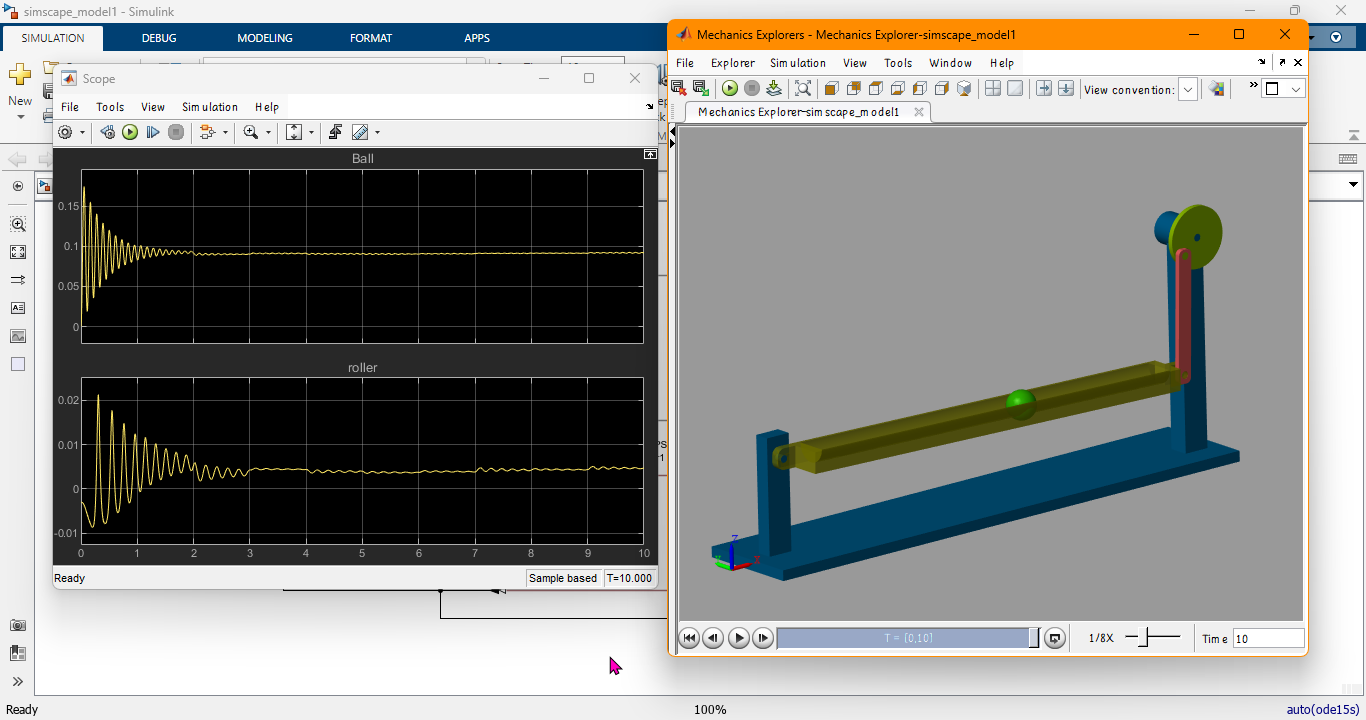 simscape_model1 - Simulink
SIMULATION DEBUG MODELING FORMAT APPS
New
Scope
File Tools View Simulation Help
Ball
0.15
0.1
0.05
0
roller
0.02
0.01
0
-0.01
0 1 2 3 4 5 6 7 8 9 10
Ready Sample based T=10.000
Mechanics Explorers - Mechanics Explorer-simscape_model1
File Explorer Simulation View Tools Window Help
View convention:
Mechanics Explorer-simscape_model1
Z
X
T = [0,10]
1/8X
Time 10
Ready 100% auto(ode15s)